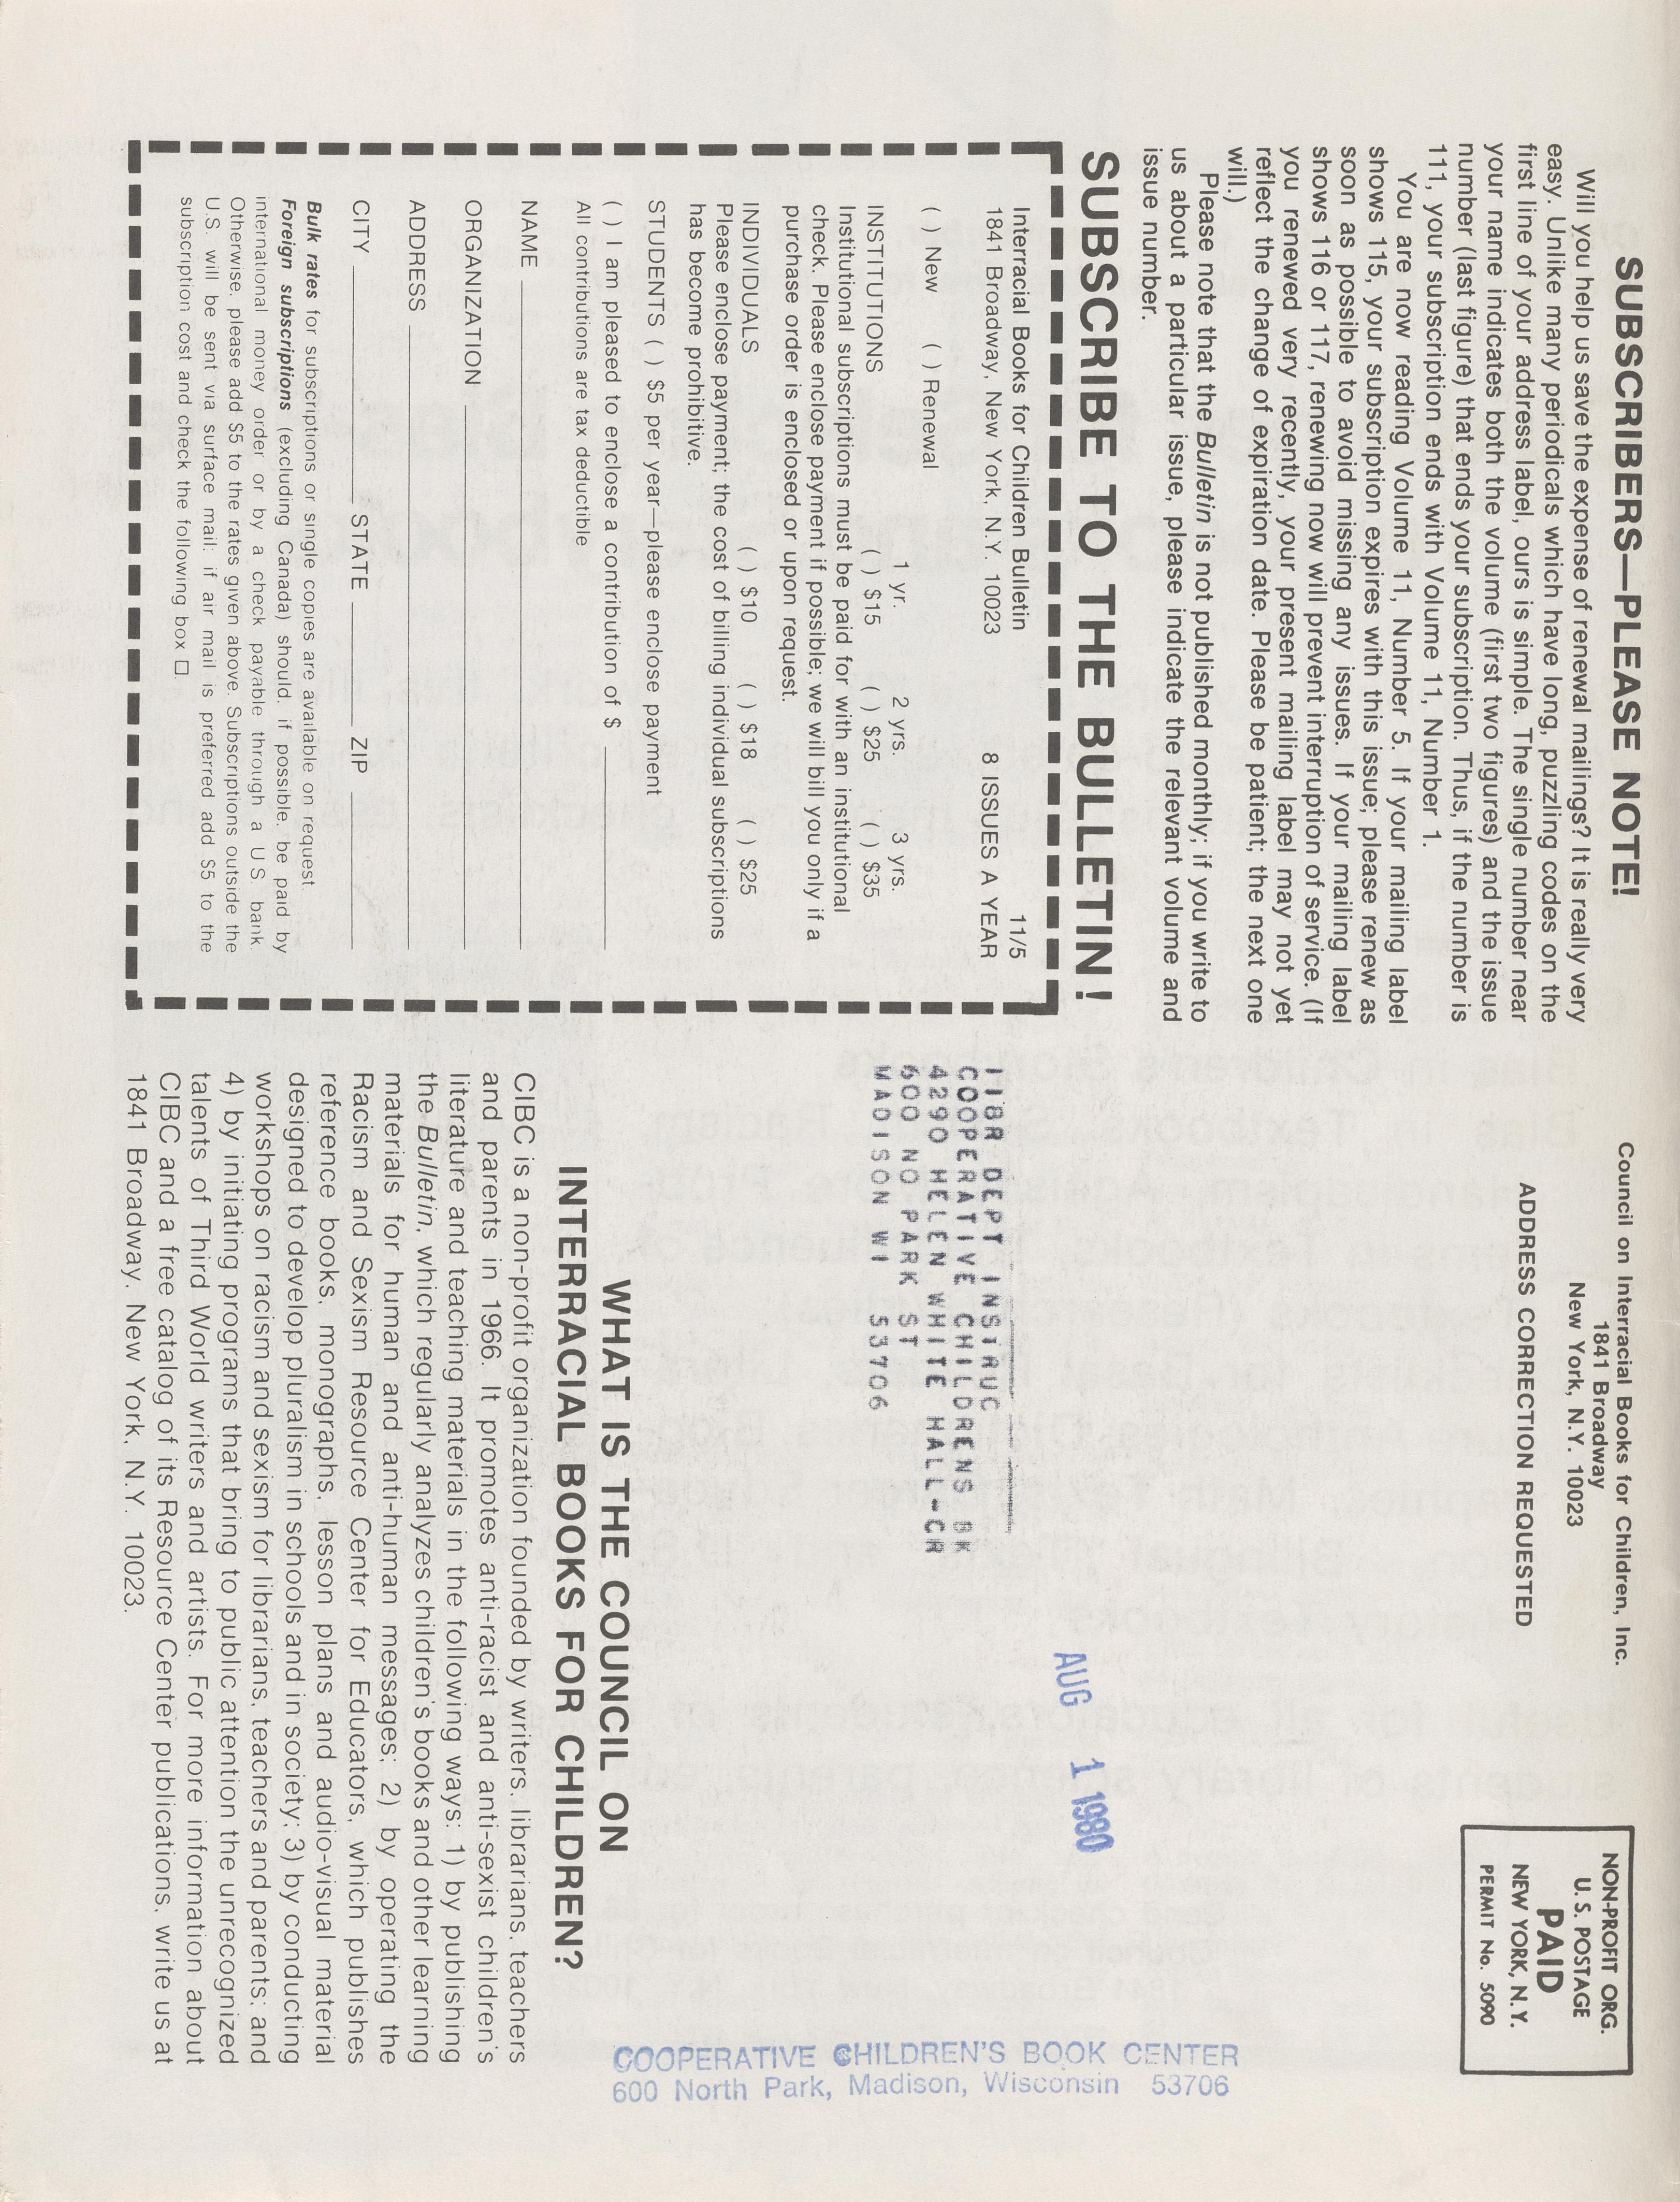 SUBSCRIBERS—PLEASE NOTE!
Will you help us save the expense of renewal mailings? It is really very
easy. Unlike many periodicals which have long, puzzling codes on the
first line of your address label, ours is simple. The single number near
your name indicates both the volume (first two figures) and the issue
number (last figure) that ends your subscription. Thus, if the number is
111, your subscription ends with Volume 11, Number 1.
You are now reading Volume 11, Number 5. If your mailing label
shows 115, your subscription expires with this issue; please renew as
soon as possible to avoid missing any issues. If your mailing label
shows 116 or 117, renewing now will prevent interruption of service. (If
you renewed very recently, your present mailing label may not yet
reflect the change of expiration date. Please be patient; the next one
will.)
Please note that the Bulletin is not published monthly; if you write to
us about a particular issue, please indicate the relevant volume and
issue number.
SUBSCRIBE TO THE BULLETIN!
11/5
Interracial Books for Children Bulletin
1841 Broadway, New York, N.Y. 10023 8 ISSUES A YEAR
( ) New ( ) Renewal
1 yr. 2 yrs. 3 yrs.
INSTITUTIONS ( ) $15 ( ) $25 ( ) $35
Institutional subscriptions must be paid for with an institutional
check. Please enclose payment if possible; we will bill you only if a
purchase order is enclosed or upon request.
INDIVIDUALS ( ) $10 ( ) $18 ( ) $25
Please enclose payment; the cost of billing individual subscriptions
has become prohibitive.
STUDENTS ( ) $5 per year—please enclose payment
( ) I am pleased to enclose a contribution of $
All contributions are tax deductible
NAME
ORGANIZATION
ADDRESS
CITY STATE ZIP
Bulk rates for subscriptions or single copies are available on request.
Foreign subscriptions (excluding Canada) should, if possible, be paid by
international money order or by a check payable through a U.S. bank.
Otherwise, please add $5 to the rates given above. Subscriptions outside the
U.S. will be sent via surface mail; if air mail is preferred add $5 to the
subscription cost and check the following box □.
Council on Interracial Books for Children, Inc.
1841 Broadway
New York, N.Y. 10023
ADDRESS CORRECTION REQUESTED
NON-PROFIT ORG.
U. S. POSTAGE
PAID
NEW YORK, N.Y.
PERMIT No. 5090
AUG 1 1980
118R DEPT INSTRUC
COOPERATIVE CHILDRENS BK
4290 HELEN WHITE HALL-CR
600 NO PARK ST
MADISON WI 53706
COOPERATIVE CHILDREN'S BOOK CENTER
600 North Park, Madison, Wisconsin 53706
WHAT IS THE COUNCIL ON
INTERRACIAL BOOKS FOR CHILDREN?
CIBC is a non-profit organization founded by writers, librarians, teachers
and parents in 1966. It promotes anti-racist and anti-sexist children's
literature and teaching materials in the following ways: 1) by publishing
the Bulletin, which regularly analyzes children's books and other learning
materials for human and anti-human messages; 2) by operating the
Racism and Sexism Resource Center for Educators, which publishes
reference books, monographs, lesson plans and audio-visual material
designed to develop pluralism in schools and in society; 3) by conducting
workshops on racism and sexism for librarians, teachers and parents; and
4) by initiating programs that bring to public attention the unrecognized
talents of Third World writers and artists. For more information about
CIBC and a free catalog of its Resource Center publications, write us at
1841 Broadway, New York, N.Y. 10023.